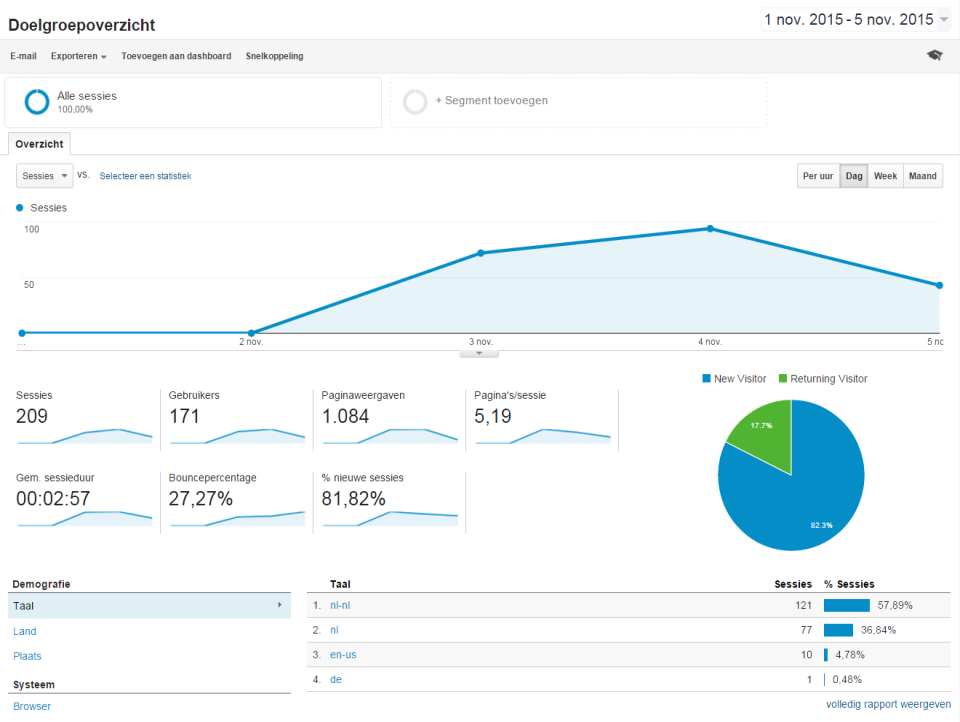 Doelgroepoverzicht
1 nov. 2015 - 5 nov. 2015
E-mail Exporteren Toevoegen aan dashboard Snelkoppeling
Alle sessies
100,00%
+ Segment toevoegen
Overzicht
Sessies VS. Selecteer een statistiek
Per uur Dag Week Maand
Sessies
100
50
... 2 nov. 3 nov. 4 nov. 5 nc
New Visitor Returning Visitor
17.7%
82.3%
Sessies Gebruikers Paginaweergaven Pagina's/sessie
209 171 1.084 5,19
Gem. sessieduur Bouncepercentage % nieuwe sessies
00:02:57 27,27% 81,82%
Demografie
Taal
Land
Plaats
Systeem
Browser
Taal Sessies % Sessies
1. nl-nl 121 57,89%
2. nl 77 36,84%
3. en-us 10 4,78%
4. de 1 0,48%
volledig rapport weergeven